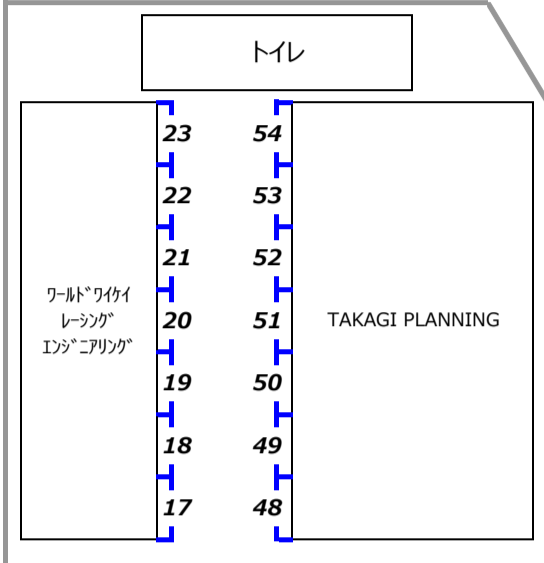 トイレ
23 54
22 53
21 52
ﾜｰﾙﾄﾞﾜｲｹｲ
ﾚｰｼﾝｸﾞ
ｴﾝｼﾞﾆｱﾘﾝｸﾞ
20 51
TAKAGI PLANNING
19 50
18 49
17 48